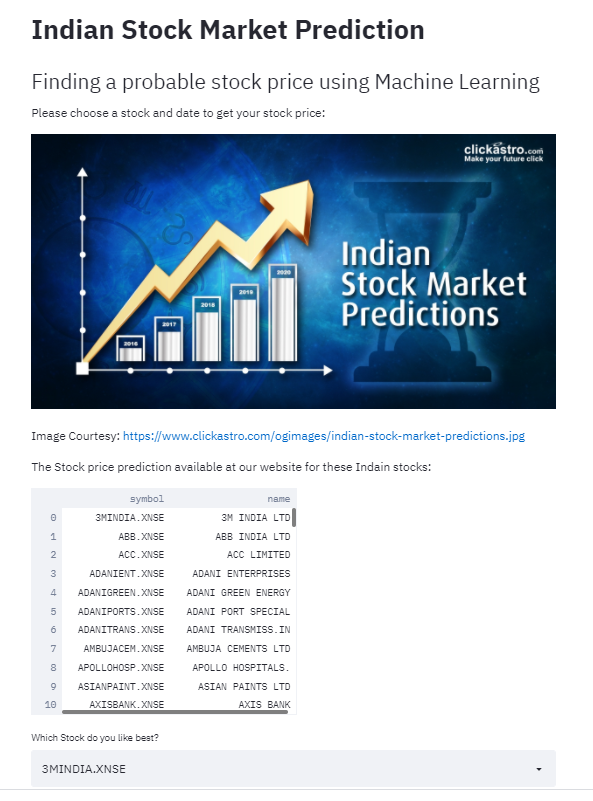 Indian Stock Market Prediction
Finding a probable stock price using Machine Learning
Please choose a stock and date to get your stock price:
clickastro.com
Make your future click
Indian
Stock Market
Predictions
2016
2017
2018
2019
2020
Image Courtesy: https://www.clickastro.com/ogimages/indian-stock-market-predictions.jpg
The Stock price prediction available at our website for these Indain stocks:
symbol name
0 3MINDIA.XNSE 3M INDIA LTD
1 ABB.XNSE ABB INDIA LTD
2 ACC.XNSE ACC LIMITED
3 ADANIENT.XNSE ADANI ENTERPRISES
4 ADANIGREEN.XNSE ADANI GREEN ENERGY
5 ADANIPORTS.XNSE ADANI PORT SPECIAL
6 ADANITRANS.XNSE ADANI TRANSMISS.IN
7 AMBUJACEM.XNSE AMBUJA CEMENTS LTD
8 APOLLOHOSP.XNSE APOLLO HOSPITALS.
9 ASIANPAINT.XNSE ASIAN PAINTS LTD
10 AXISBANK.XNSE AXIS BANK
Which Stock do you like best?
3MINDIA.XNSE